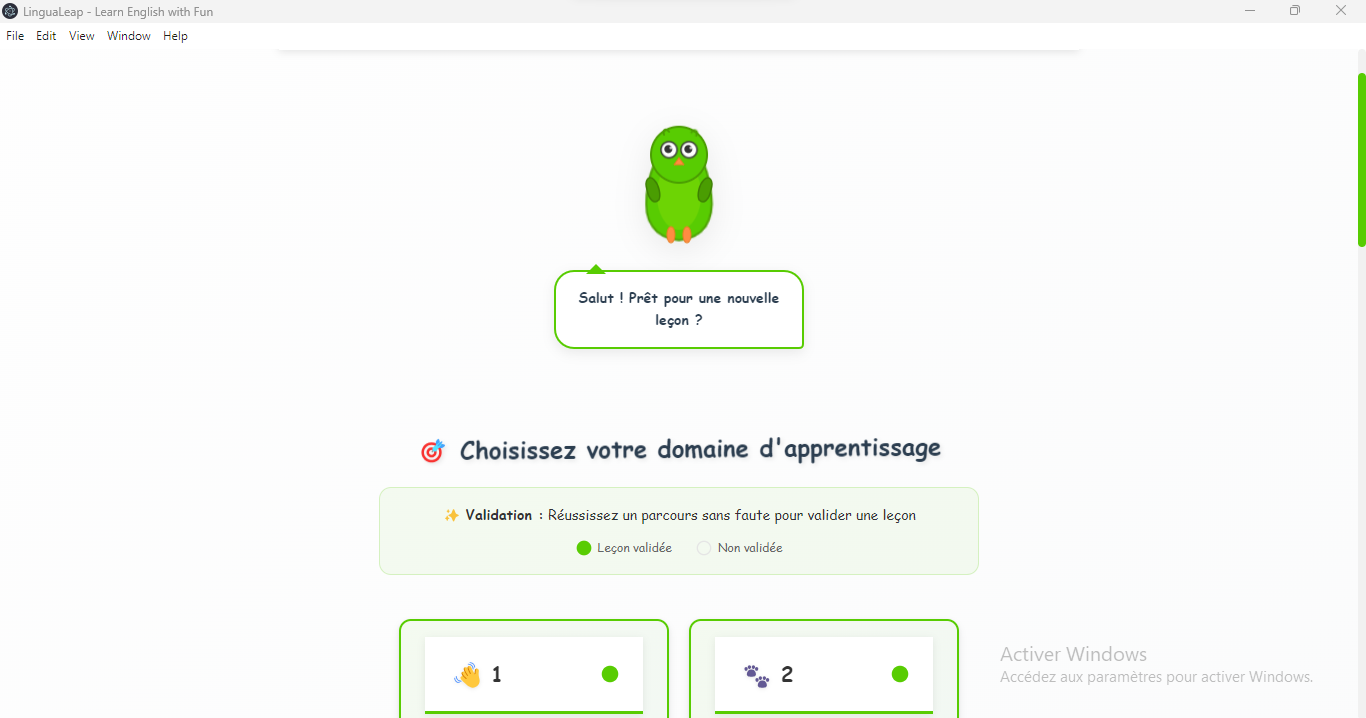 LinguaLeap - Learn English with Fun
File Edit View Window Help
Salut ! Prêt pour une nouvelle
leçon ?
Choisissez votre domaine d'apprentissage
Validation : Réussissez un parcours sans faute pour valider une leçon
Leçon validée Non validée
1 2
Activer Windows
Accédez aux paramètres pour activer Windows.